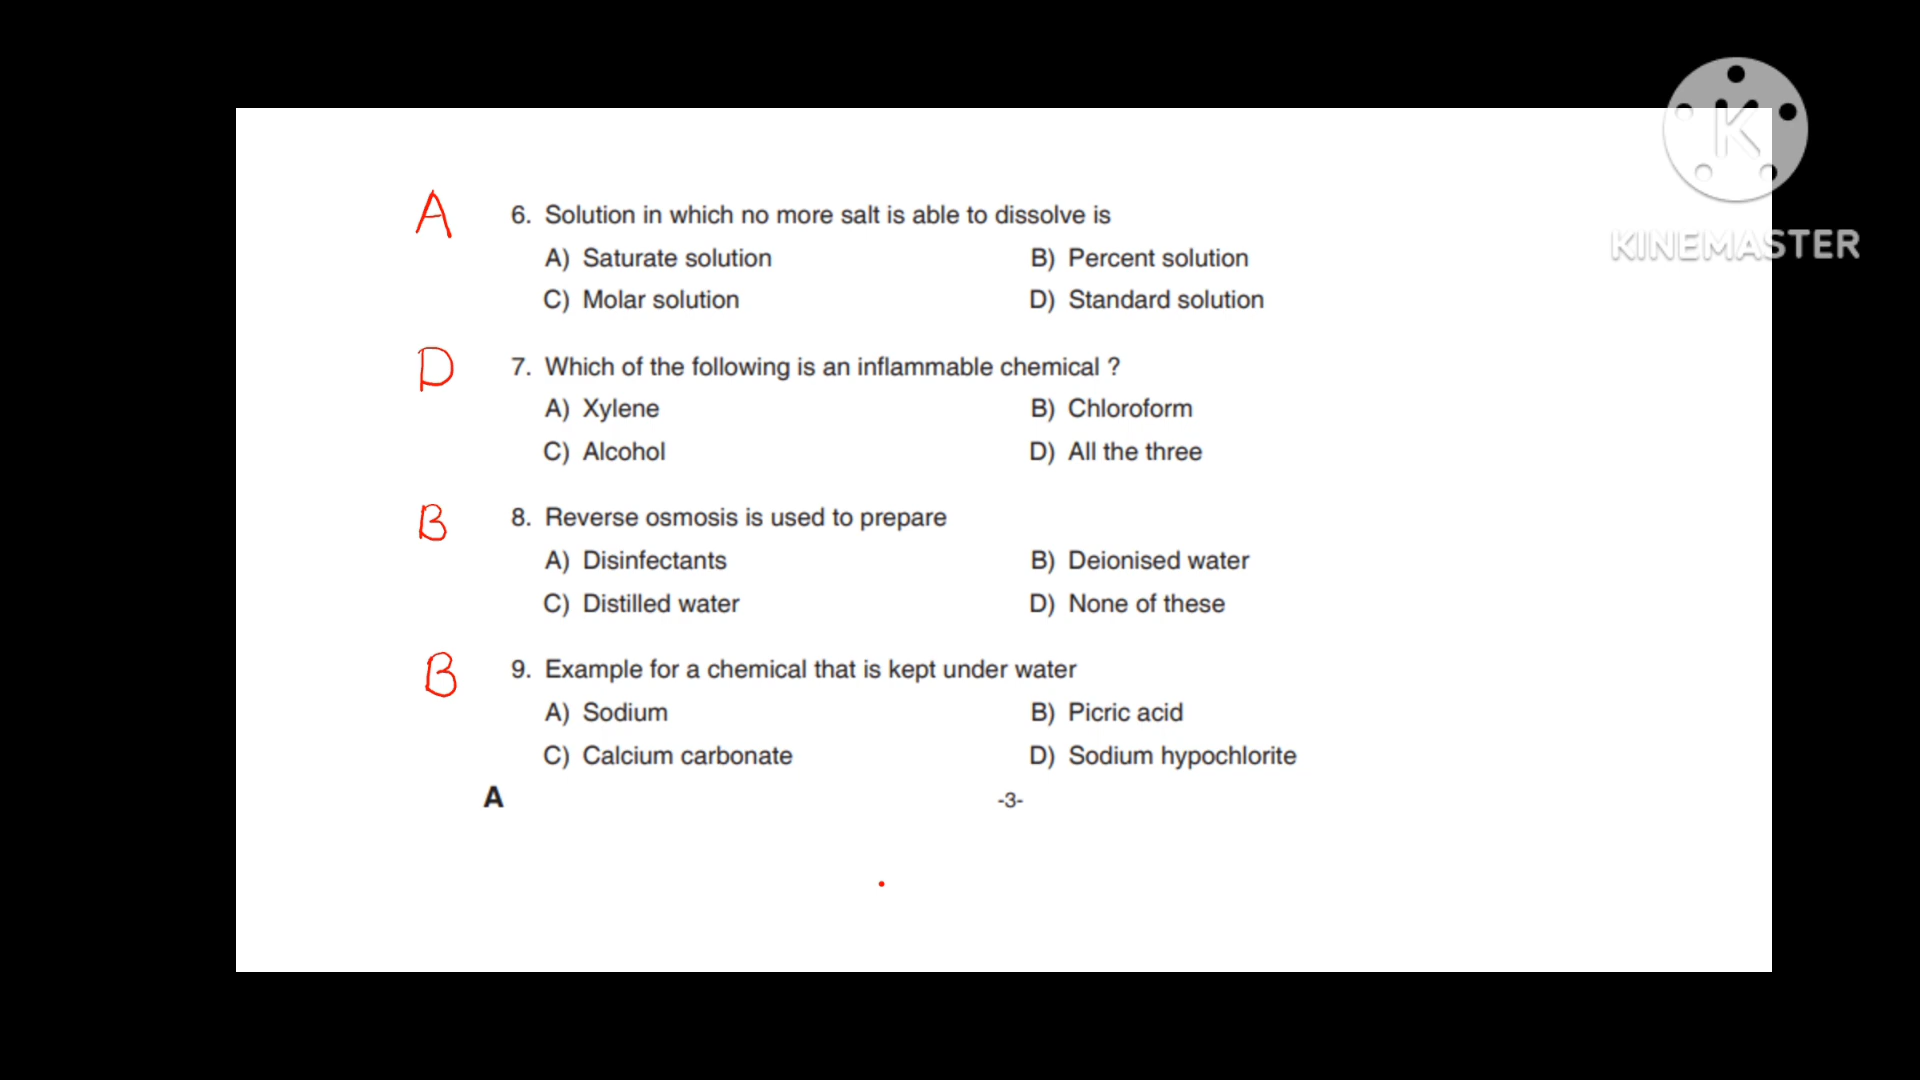 K
KINEMASTER
A 6. Solution in which no more salt is able to dissolve is
A) Saturate solution B) Percent solution
C) Molar solution D) Standard solution
D 7. Which of the following is an inflammable chemical ?
A) Xylene B) Chloroform
C) Alcohol D) All the three
B 8. Reverse osmosis is used to prepare
A) Disinfectants B) Deionised water
C) Distilled water D) None of these
B 9. Example for a chemical that is kept under water
A) Sodium B) Picric acid
C) Calcium carbonate D) Sodium hypochlorite
A -3-